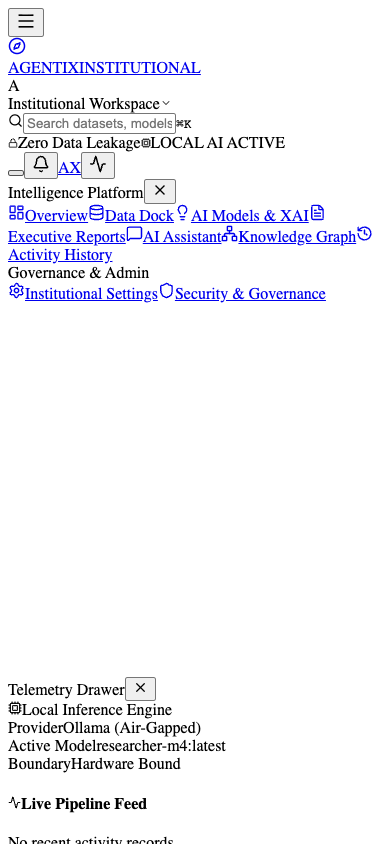 AGENTIXINSTITUTIONAL
A
Institutional Workspace
Search datasets, models ⌘K
Zero Data Leakage LOCAL AI ACTIVE
AX
Intelligence Platform
Overview Data Dock AI Models & XAI
Executive Reports AI Assistant Knowledge Graph
Activity History
Governance & Admin
Institutional Settings Security & Governance
Telemetry Drawer
Local Inference Engine
ProviderOllama (Air-Gapped)
Active Modelresearcher-m4:latest
BoundaryHardware Bound
Live Pipeline Feed
No recent activity records